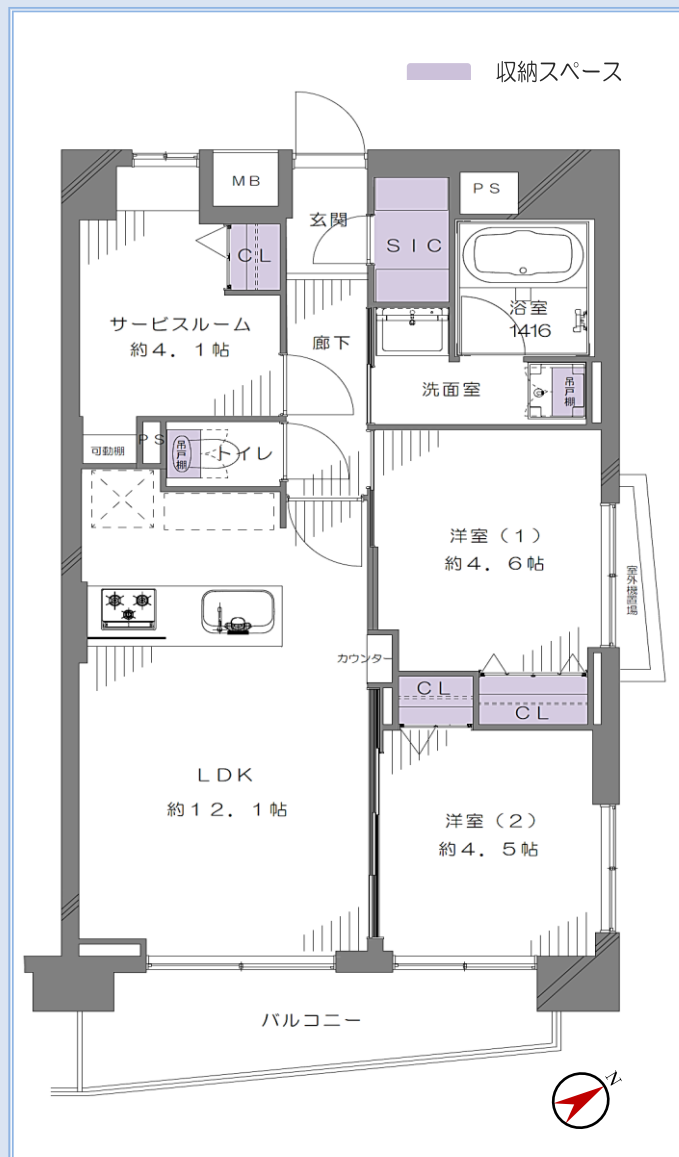 収納スペース
MB
PS
玄関
SIC
CL
浴室
1416
サービスルーム
約4.1帖
廊下
洗面室
吊戸棚
可動棚
PS
吊戸棚
トイレ
洋室(1)
約4.6帖
室外機置場
カウンター
CL
CL
LDK
約12.1帖
洋室(2)
約4.5帖
バルコニー
N